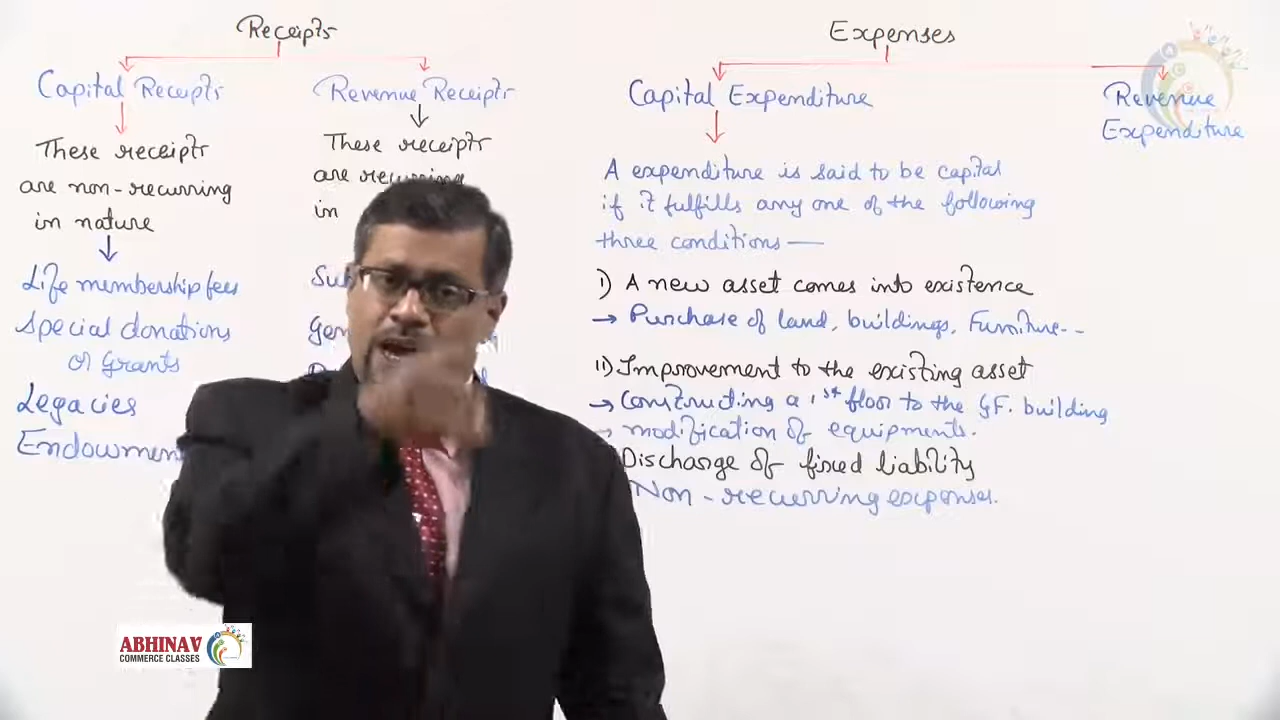 Receipts
Capital Receipts
These receipts
are non-recurring
in nature
Life membership fees
Special donations
or Grants
Legacies
Endowmen
Revenue Receipts
These receipts
are recurring
in
Expenses
Capital Expenditure
A expenditure is said to be capital
if it fulfills any one of the following
three conditions —
i) A new asset comes into existence
→ Purchase of land, buildings, Furniture--
ii) Improvement to the existing asset
→ Constructing a 1st floor to the G.F. building
→ modification of equipments.
Discharge of fixed liability
Non-recurring expenses.
Revenue
Expenditure
ABHINAV
COMMERCE CLASSES